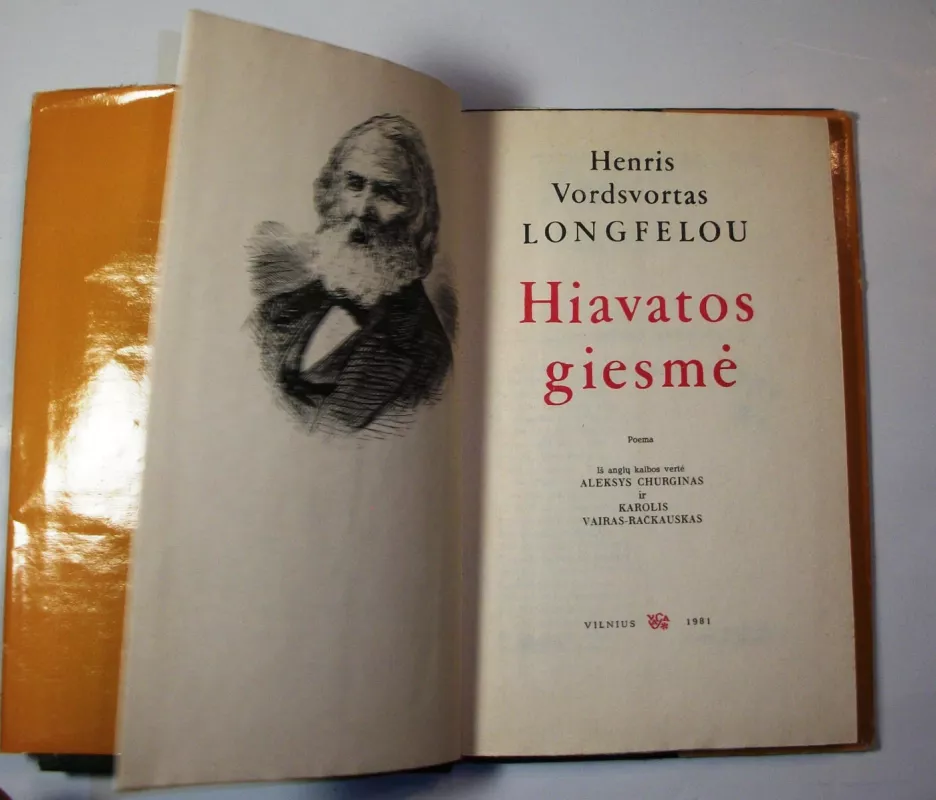 Henris
Vordsvortas
LONGFELOU
Hiavatos
giesmė
Poema
Iš anglų kalbos vertė
ALEKSYS CHURGINAS
ir
KAROLIS
VAIRAS-RAČKAUSKAS
VILNIUS 1981